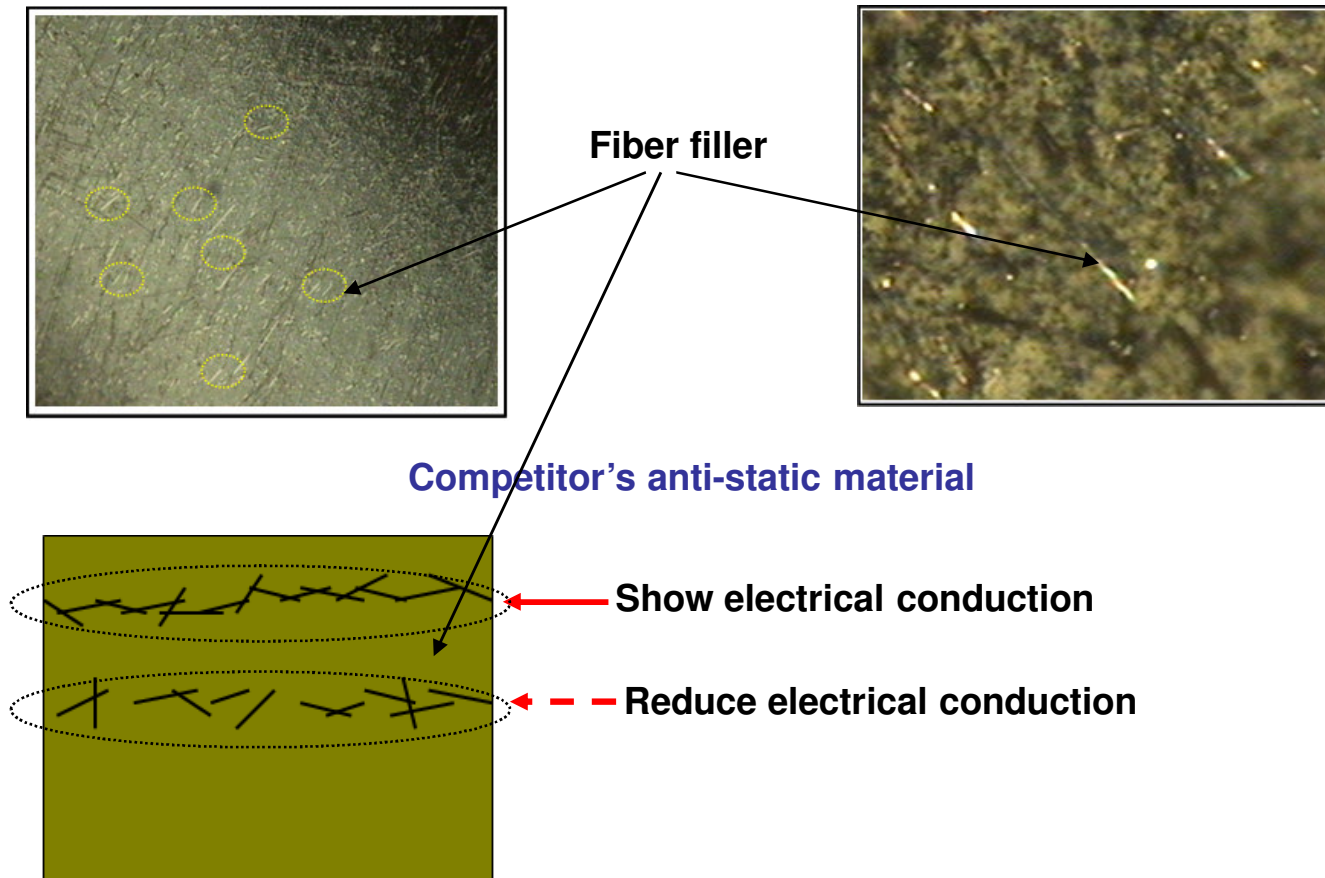 Fiber filler
Competitor’s anti-static material
Show electrical conduction
Reduce electrical conduction